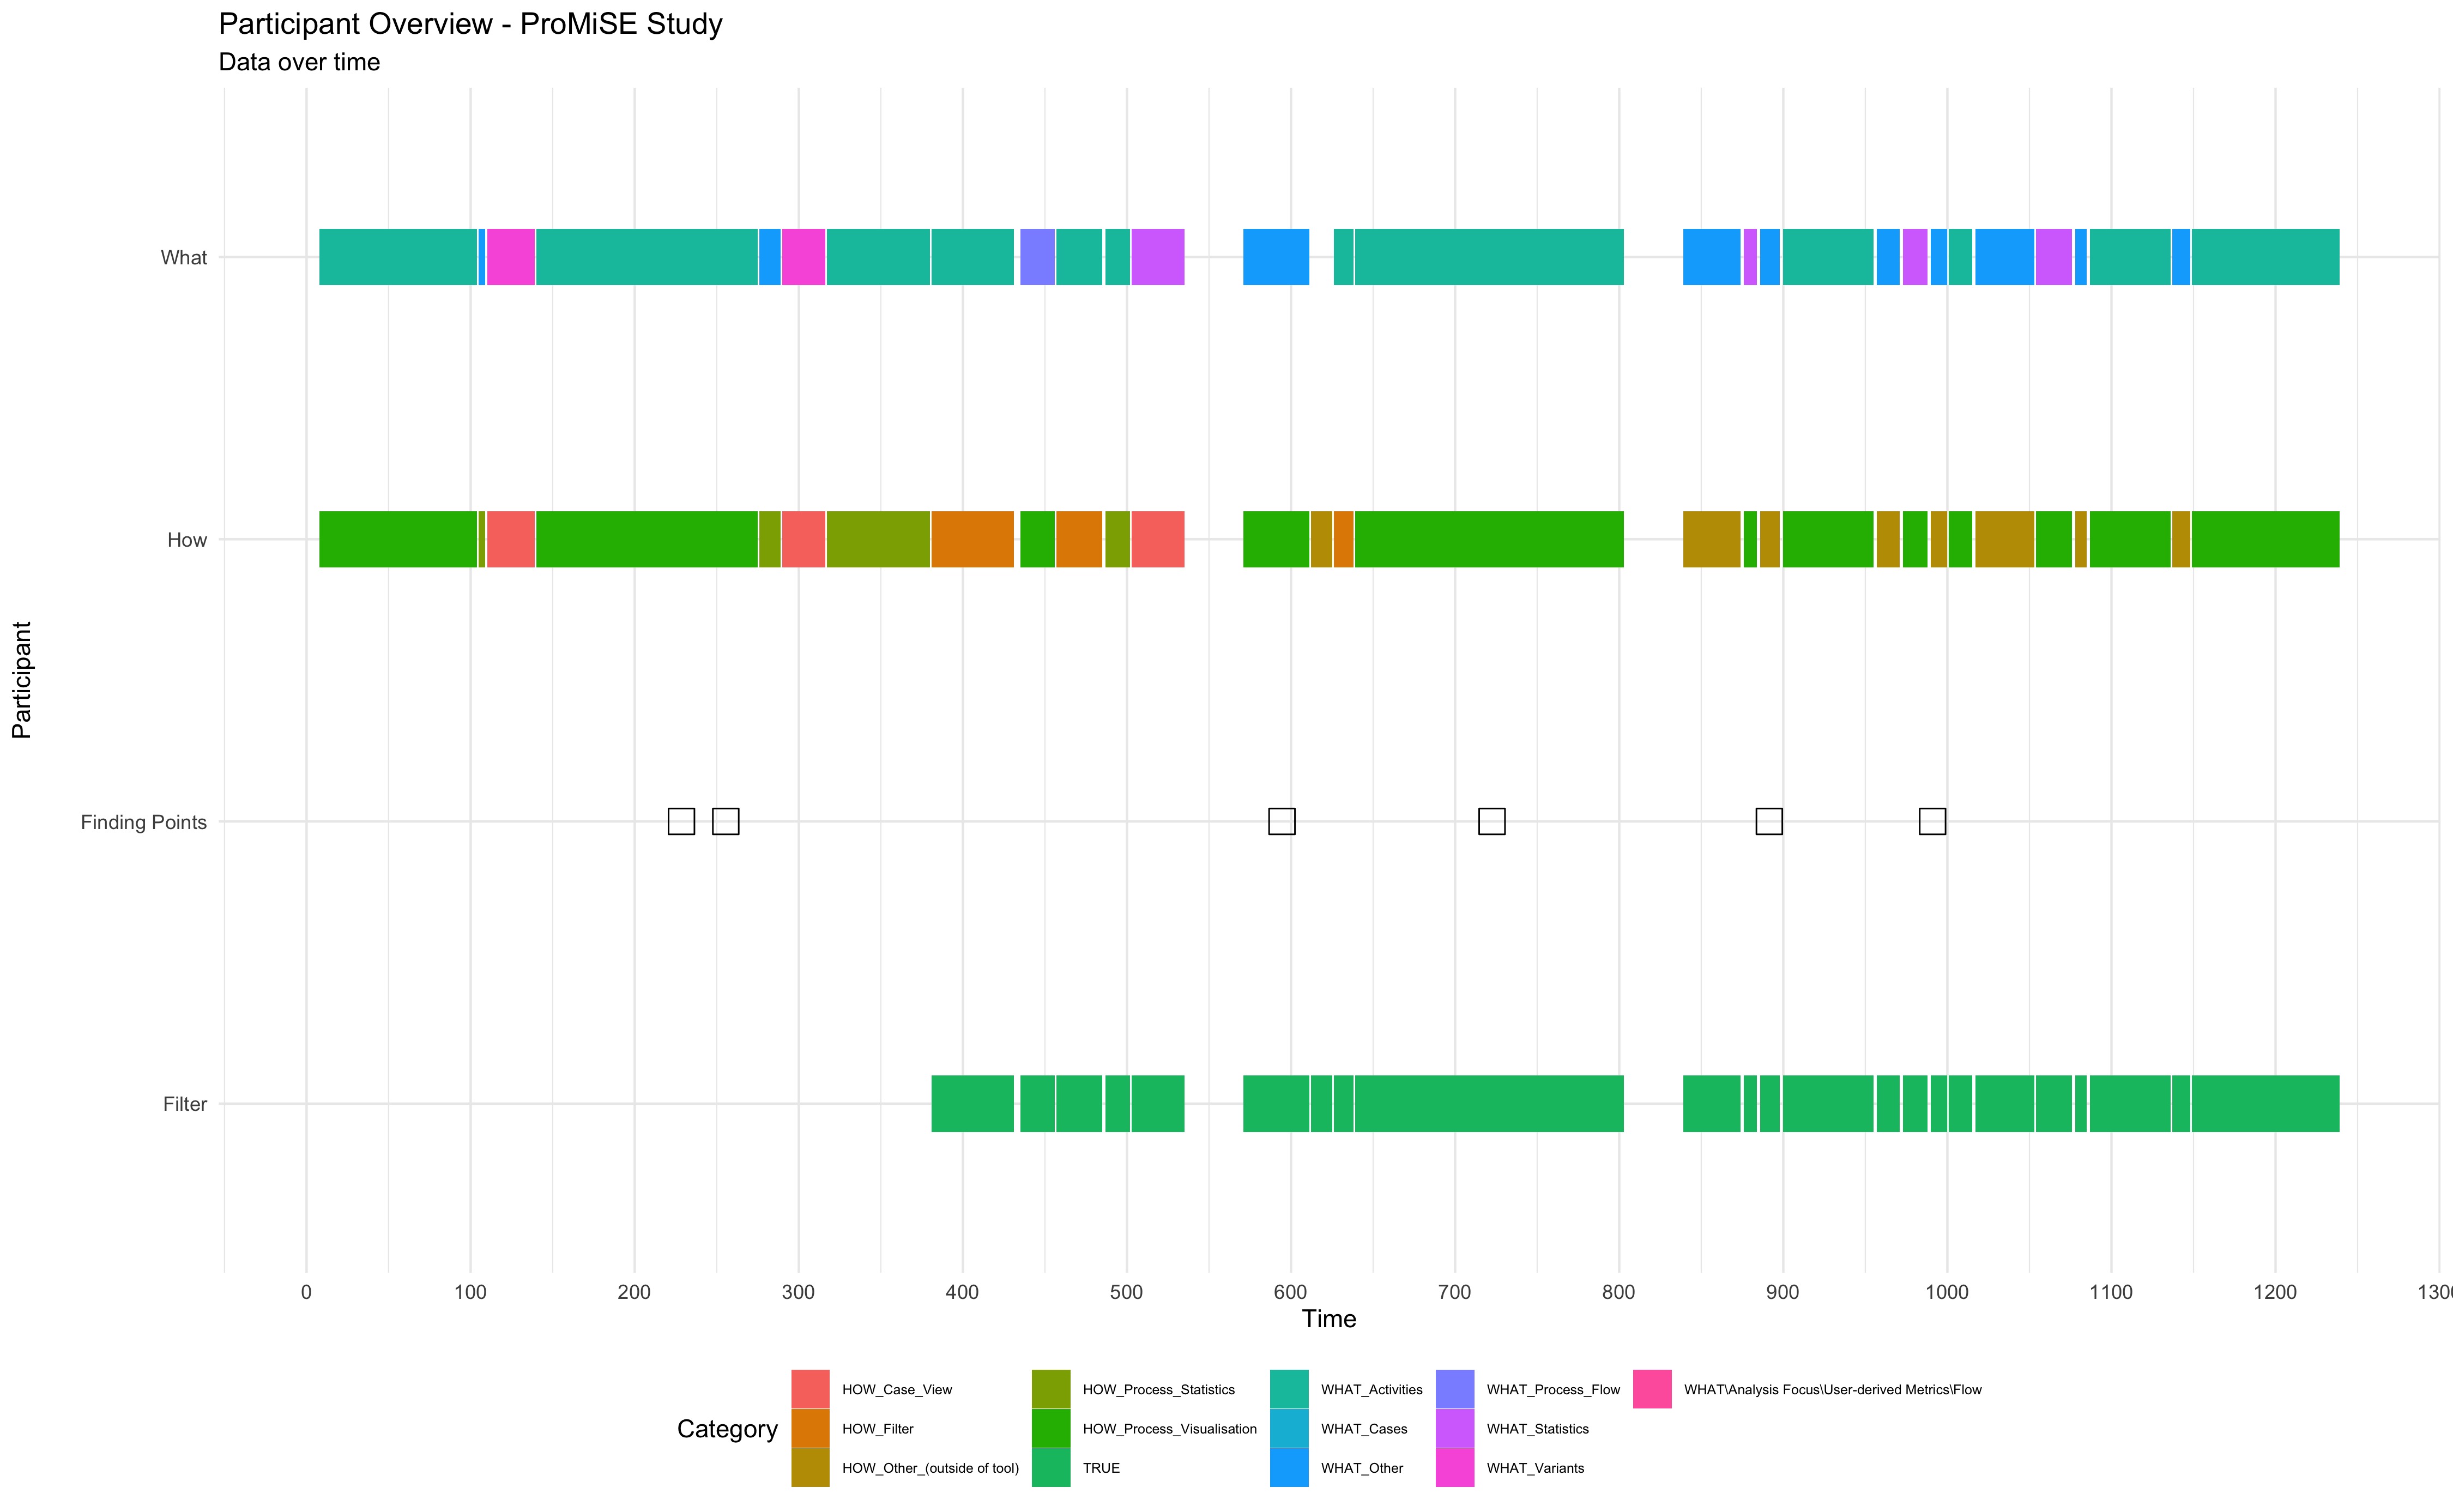 Participant Overview - ProMiSE Study
Data over time
Participant
What
How
Finding Points
Filter
0 100 200 300 400 500 600 700 800 900 1000 1100 1200 1300
Time
Category
HOW_Case_View HOW_Process_Statistics WHAT_Activities WHAT_Process_Flow WHAT\Analysis Focus\User-derived Metrics\Flow
HOW_Filter HOW_Process_Visualisation WHAT_Cases WHAT_Statistics
HOW_Other_(outside of tool) TRUE WHAT_Other WHAT_Variants